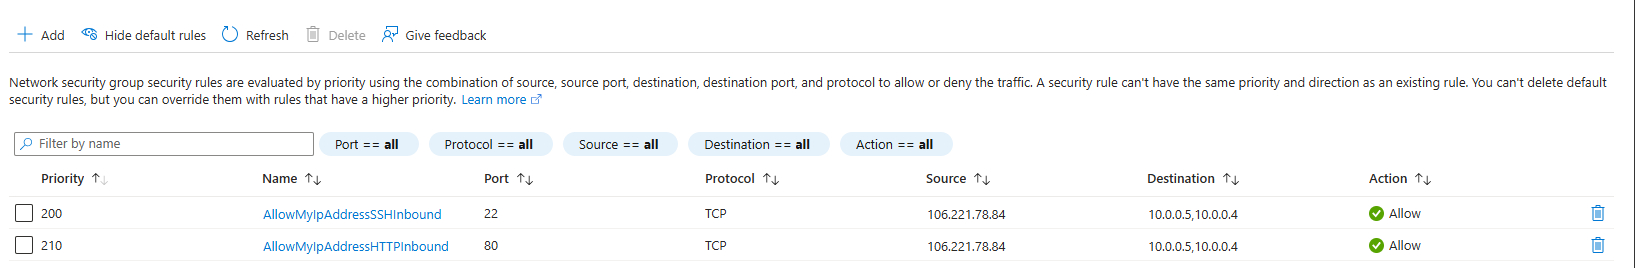 Add Hide default rules Refresh Delete Give feedback
Network security group security rules are evaluated by priority using the combination of source, source port, destination, destination port, and protocol to allow or deny the traffic. A security rule can't have the same priority and direction as an existing rule. You can't delete default
security rules, but you can override them with rules that have a higher priority. Learn more
Filter by name Port == all Protocol == all Source == all Destination == all Action == all
Priority Name Port Protocol Source Destination Action
200 AllowMyIpAddressSSHInbound 22 TCP 106.221.78.84 10.0.0.5,10.0.0.4 Allow
210 AllowMyIpAddressHTTPInbound 80 TCP 106.221.78.84 10.0.0.5,10.0.0.4 Allow